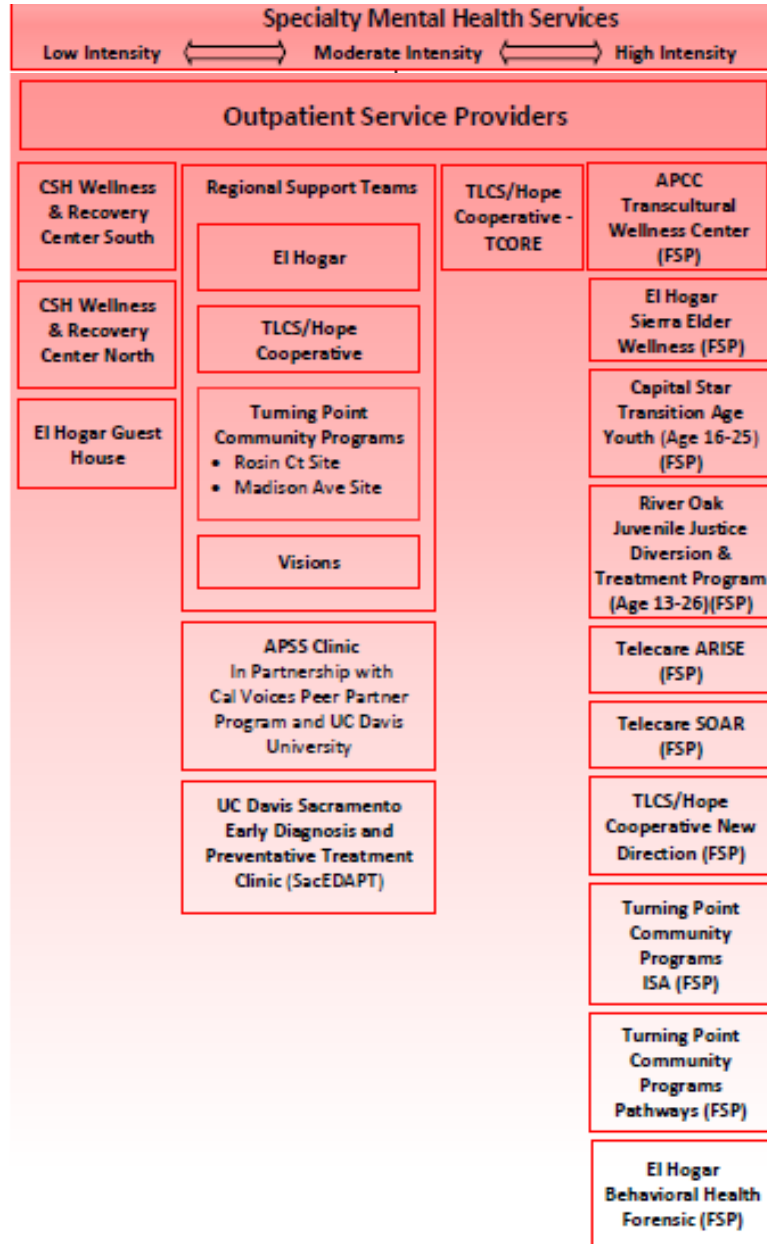 Specialty Mental Health Services
Low Intensity
Moderate Intensity
High Intensity
Outpatient Service Providers
CSH Wellness
& Recovery
Center South
CSH Wellness
& Recovery
Center North
El Hogar Guest
House
Regional Support Teams
El Hogar
TLCS/Hope
Cooperative
Turning Point
Community Programs
• Rosin Ct Site
• Madison Ave Site
Visions
APSS Clinic
In Partnership with
Cal Voices Peer Partner
Program and UC Davis
University
UC Davis Sacramento
Early Diagnosis and
Preventative Treatment
Clinic (SacEDAPT)
TLCS/Hope
Cooperative -
TCORE
APCC
Transcultural
Wellness Center
(FSP)
El Hogar
Sierra Elder
Wellness (FSP)
Capital Star
Transition Age
Youth (Age 16-25)
(FSP)
River Oak
Juvenile Justice
Diversion &
Treatment Program
(Age 13-26)(FSP)
Telecare ARISE
(FSP)
Telecare SOAR
(FSP)
TLCS/Hope
Cooperative New
Direction (FSP)
Turning Point
Community
Programs
ISA (FSP)
Turning Point
Community
Programs
Pathways (FSP)
El Hogar
Behavioral Health
Forensic (FSP)